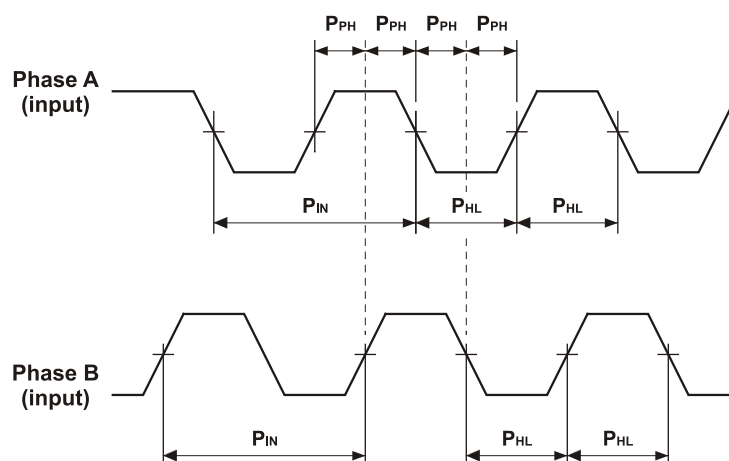 PPH PPH PPH PPH
Phase A
(input)
PIN PHL PHL
Phase B
(input)
PIN PHL PHL